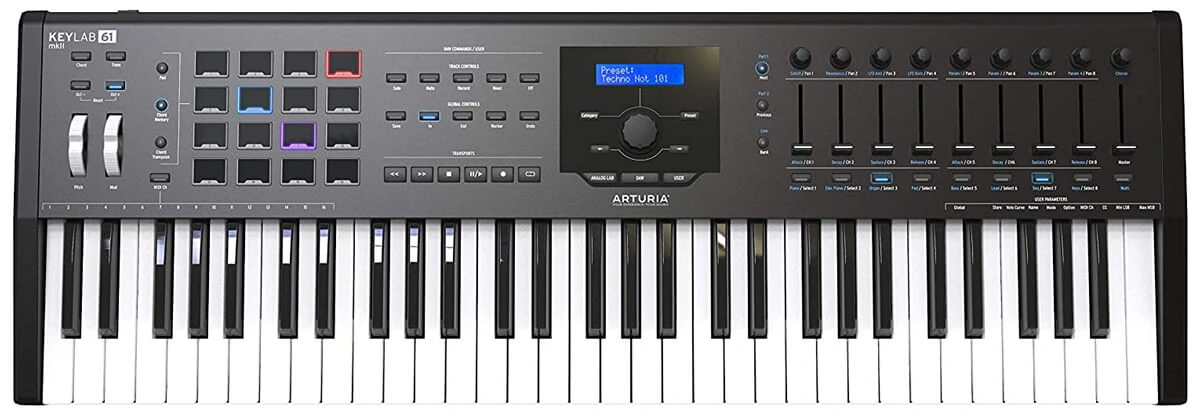 KEYLAB 61
mkII
Chord
Trans
Oct -
Oct +
Reset
Pad
Chord
Memory
Chord
Transpose
MIDI Ch
Pitch
Mod
1 2 3 4 5 6 7 8 9 10 11 12 13 14 15 16
DAW COMMANDS / USER
TRACK CONTROLS
Solo Mute Record Read Off
GLOBAL CONTROLS
Save In Out Marker Undo
TRANSPORTS
Preset:
Techno Not 101
Category
Preset
ANALOG LAB DAW USER
ARTURIA
YOUR EXPERIENCE · YOUR SOUND
Part 1
Next
Part 2
Previous
Live
Bank
Cutoff / Pan 1
Resonance / Pan 2
LFO Amt / Pan 3
LFO Rate / Pan 4
Param 1 / Pan 5
Param 2 / Pan 6
Param 3 / Pan 7
Param 4 / Pan 8
Chorus
Attack / CH 1
Decay / CH 2
Sustain / CH 3
Release / CH 4
Attack / CH 5
Decay / CH6
Sustain / CH 7
Release / CH 8
Master
Piano / Select 1
Elec Piano / Select 2
Organ / Select 3
Pad / Select 4
Bass / Select 5
Lead / Select 6
Seq / Select 7
Keys / Select 8
Multi
USER PARAMETERS
Global Store Velo Curve Name Mode Option MIDI Ch CC Min LSB Max MSB